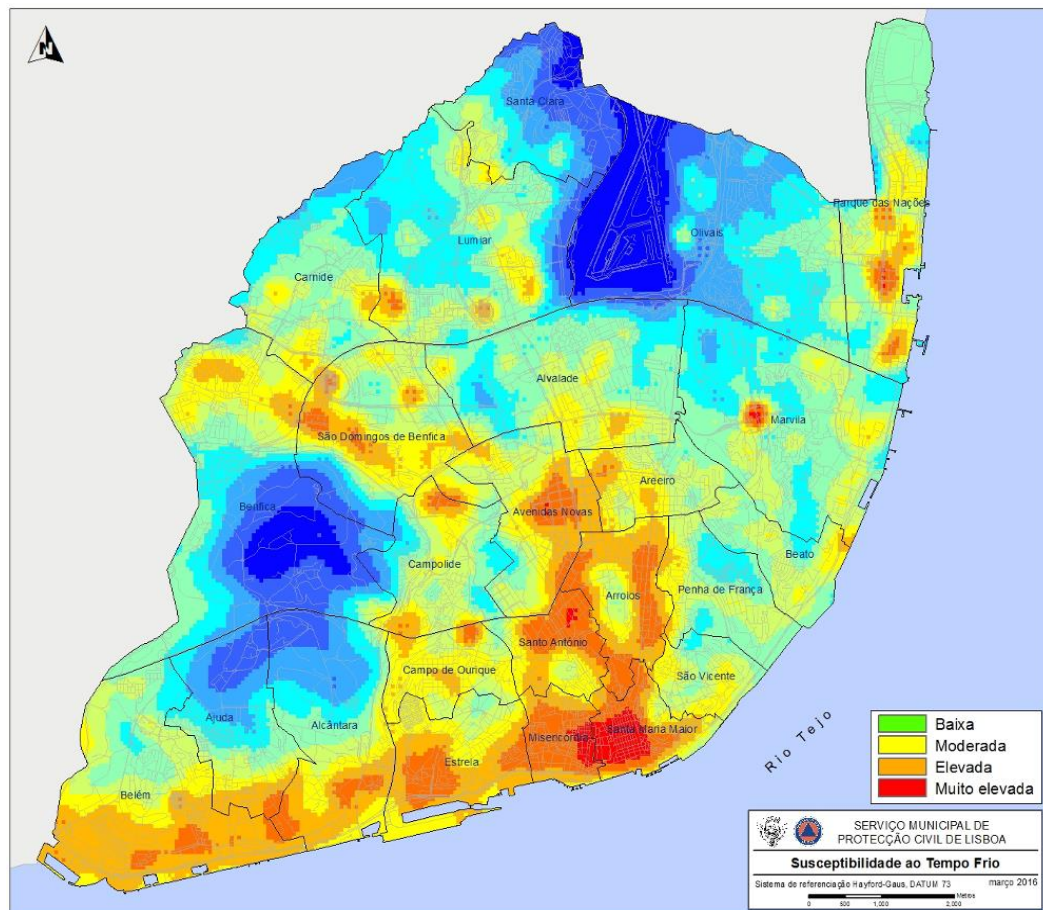 N
Santa Clara
Parque das Nações
Olivais
Lumiar
Carnide
Alvalade
Marvila
São Domingos de Benfica
Areeiro
Benfica
Avenidas Novas
Beato
Campolide
Penha de França
Arroios
Santo António
Campo de Ourique
São Vicente
Ajuda
Alcântara
Misericórdia
Santa Maria Maior
Estrela
Belém
Rio Tejo
Baixa
Moderada
Elevada
Muito elevada
SERVIÇO MUNICIPAL DE
PROTECÇÃO CIVIL DE LISBOA
Susceptibilidade ao Tempo Frio
Sistema de referenciação Hayford-Gaus, DATUM 73
março 2016
Metros
0 500 1,000 2,000